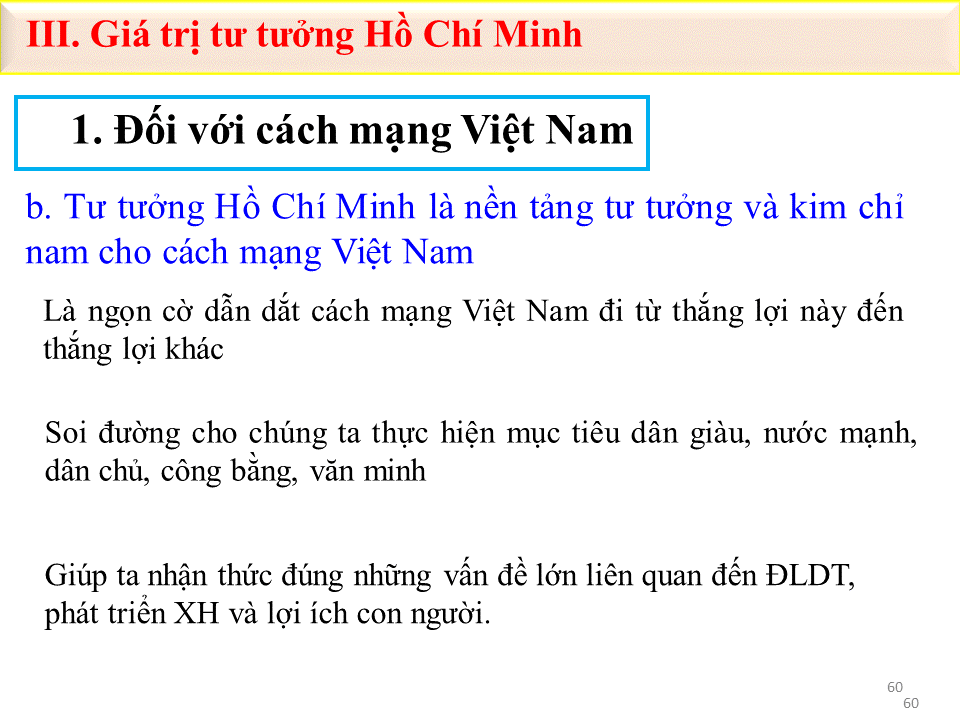 III. Giá trị tư tưởng Hồ Chí Minh
1. Đối với cách mạng Việt Nam
b. Tư tưởng Hồ Chí Minh là nền tảng tư tưởng và kim chỉ
nam cho cách mạng Việt Nam
Là ngọn cờ dẫn dắt cách mạng Việt Nam đi từ thắng lợi này đến
thắng lợi khác
Soi đường cho chúng ta thực hiện mục tiêu dân giàu, nước mạnh,
dân chủ, công bằng, văn minh
Giúp ta nhận thức đúng những vấn đề lớn liên quan đến ĐLDT,
phát triển XH và lợi ích con người.
60
60